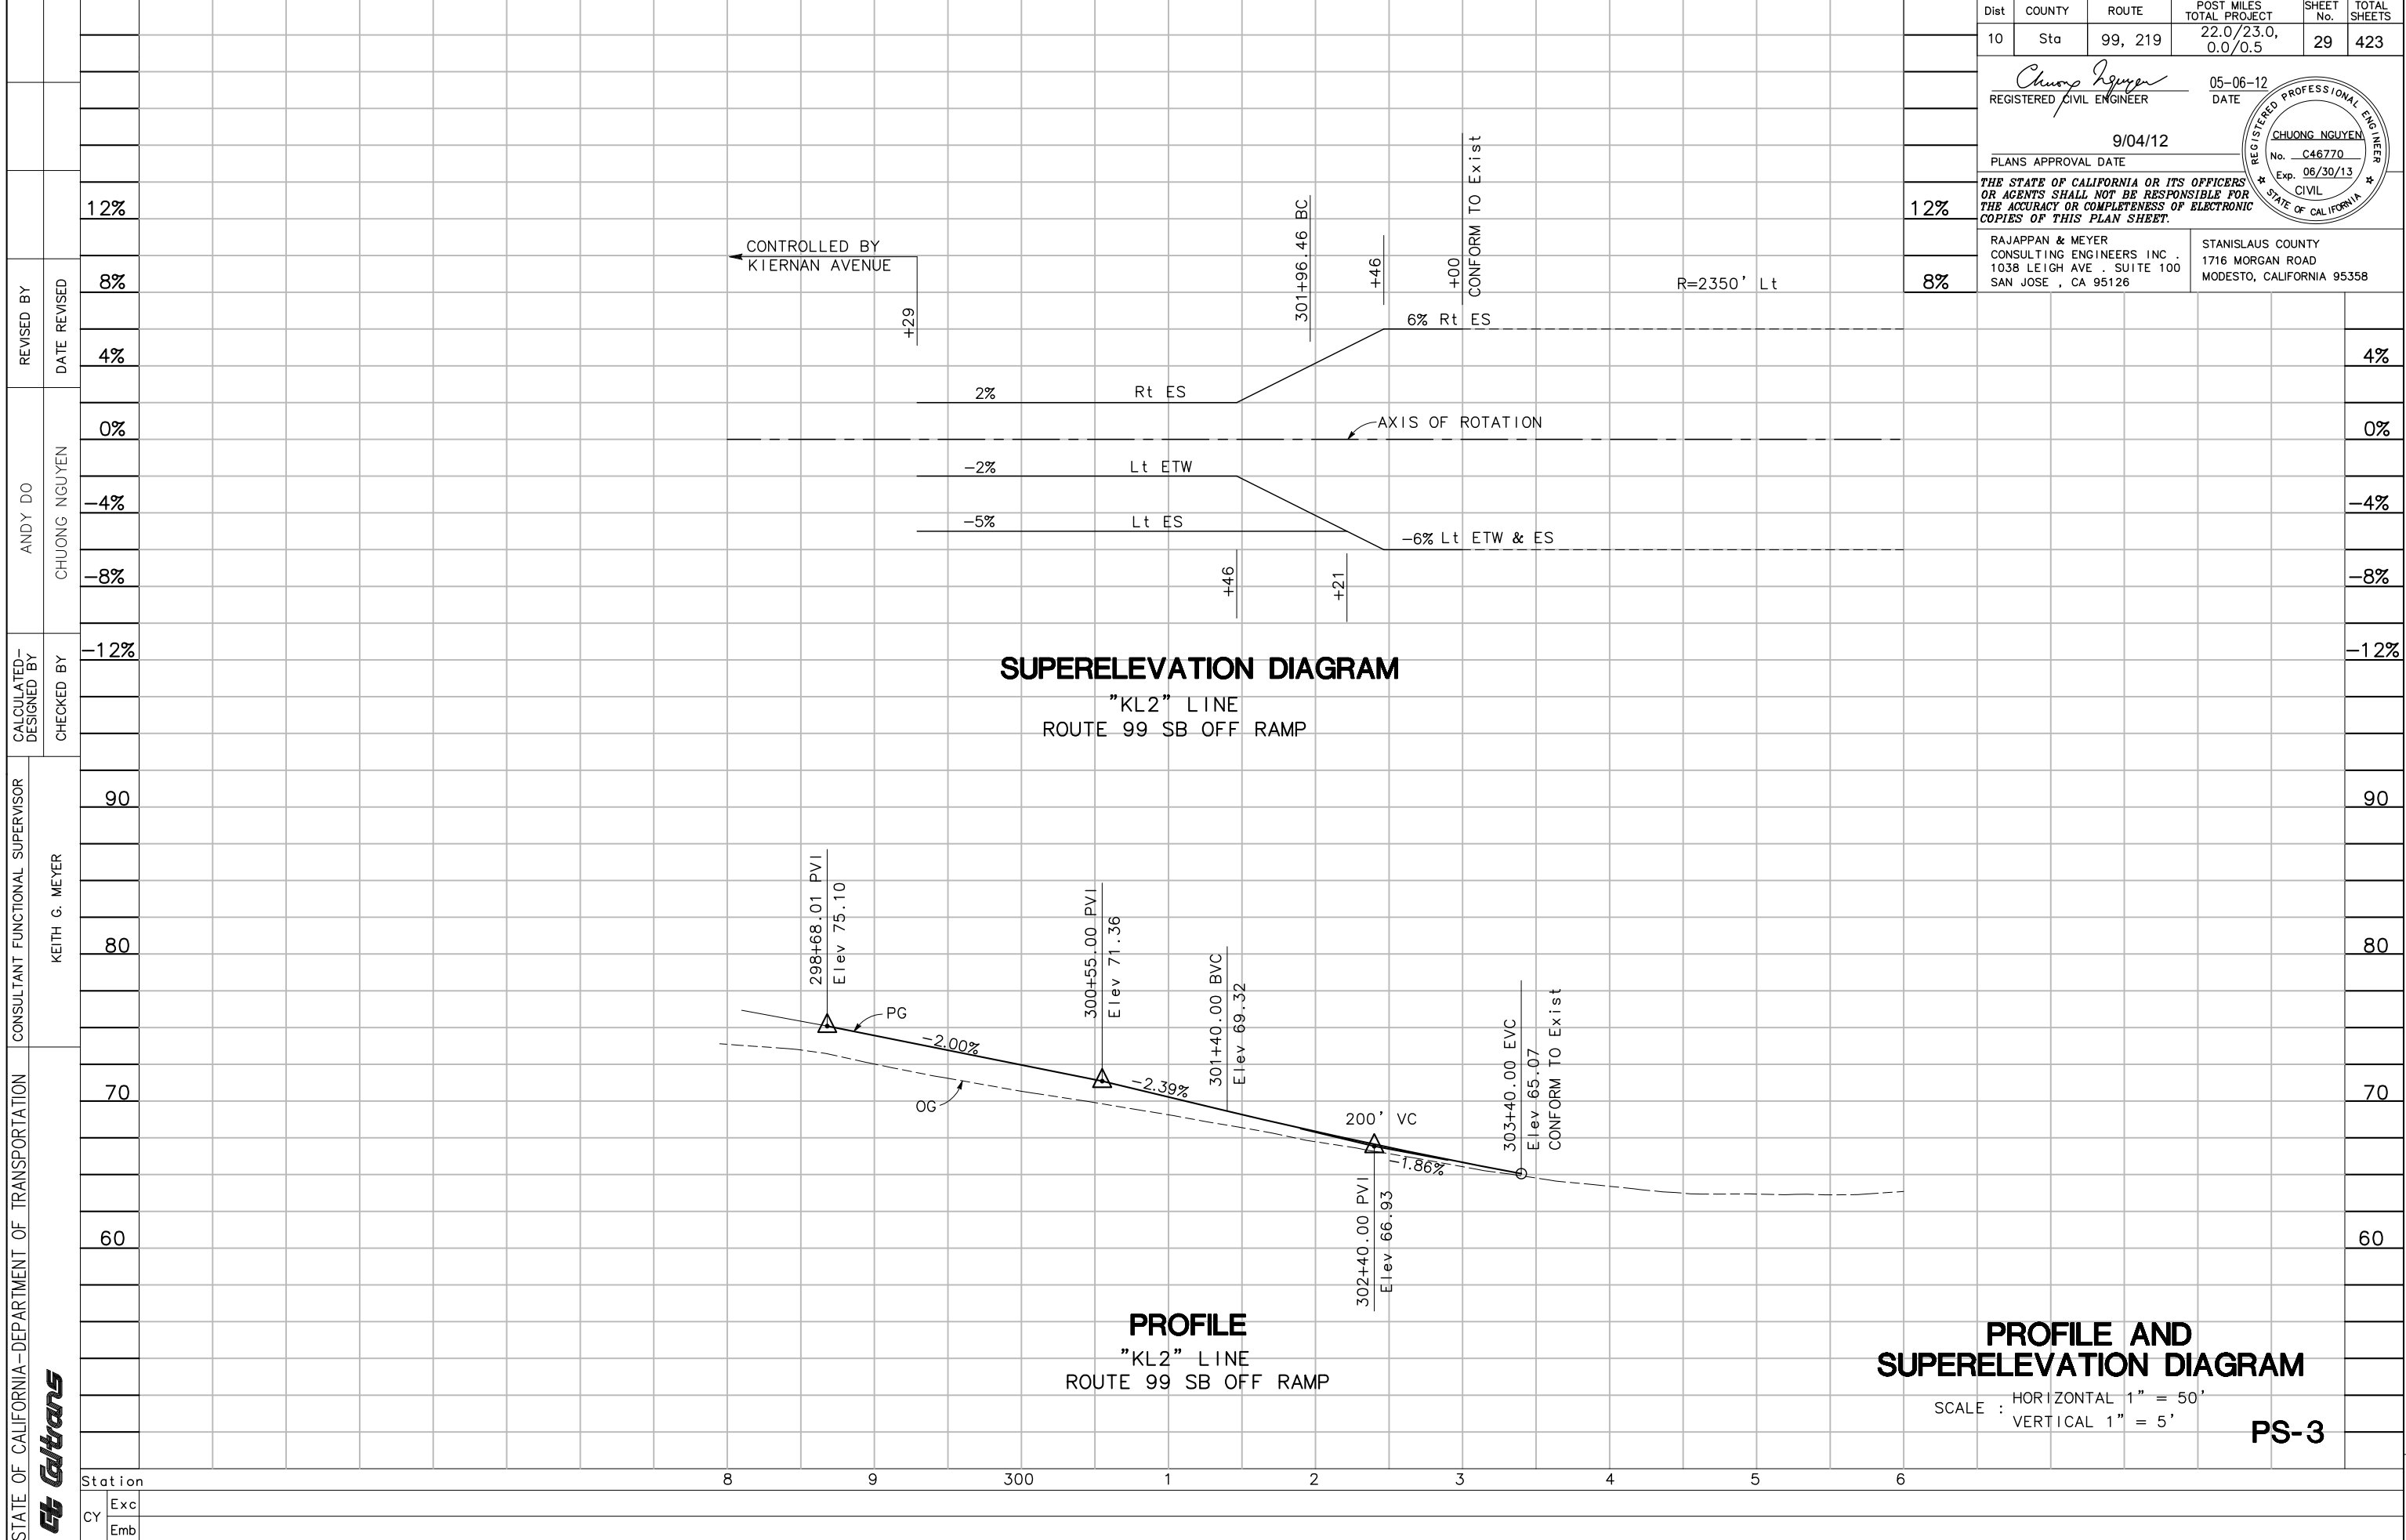 Dist COUNTY ROUTE POST MILES TOTAL PROJECT SHEET No. TOTAL SHEETS
10 Sta 99, 219 22.0/23.0, 0.0/0.5 29 423
Chuong Nguyen 05-06-12
REGISTERED CIVIL ENGINEER DATE
9/04/12
PLANS APPROVAL DATE
REGISTERED PROFESSIONAL ENGINEER
CHUONG NGUYEN
No. C46770
Exp. 06/30/13
CIVIL
STATE OF CALIFORNIA
THE STATE OF CALIFORNIA OR ITS OFFICERS
OR AGENTS SHALL NOT BE RESPONSIBLE FOR
THE ACCURACY OR COMPLETENESS OF ELECTRONIC
COPIES OF THIS PLAN SHEET.
RAJAPPAN & MEYER
CONSULTING ENGINEERS INC .
1038 LEIGH AVE . SUITE 100
SAN JOSE , CA 95126
STANISLAUS COUNTY
1716 MORGAN ROAD
MODESTO, CALIFORNIA 95358
REVISED BY
DATE REVISED
ANDY DO
CHUONG NGUYEN
CALCULATED-
DESIGNED BY
CHECKED BY
CONSULTANT FUNCTIONAL SUPERVISOR
KEITH G. MEYER
STATE OF CALIFORNIA-DEPARTMENT OF TRANSPORTATION
Caltrans
12%
8%
4%
0%
-4%
-8%
-12%
90
80
70
60
12%
8%
4%
0%
-4%
-8%
-12%
90
80
70
60
CONTROLLED BY
KIERNAN AVENUE
+29
301+96.46 BC
+46
+00
CONFORM TO Exist
R=2350' Lt
6% Rt ES
2% Rt ES
AXIS OF ROTATION
-2% Lt ETW
-5% Lt ES
-6% Lt ETW & ES
+46
+21
SUPERELEVATION DIAGRAM
"KL2" LINE
ROUTE 99 SB OFF RAMP
298+68.01 PVI
Elev 75.10
300+55.00 PVI
Elev 71.36
301+40.00 BVC
Elev 69.32
303+40.00 EVC
Elev 65.07
CONFORM TO Exist
PG
-2.00%
OG
-2.39%
200' VC
-1.86%
302+40.00 PVI
Elev 66.93
PROFILE
"KL2" LINE
ROUTE 99 SB OFF RAMP
PROFILE AND
SUPERELEVATION DIAGRAM
SCALE : HORIZONTAL 1" = 50'
VERTICAL 1" = 5'
PS-3
Station 8 9 300 1 2 3 4 5 6
CY
Exc
Emb